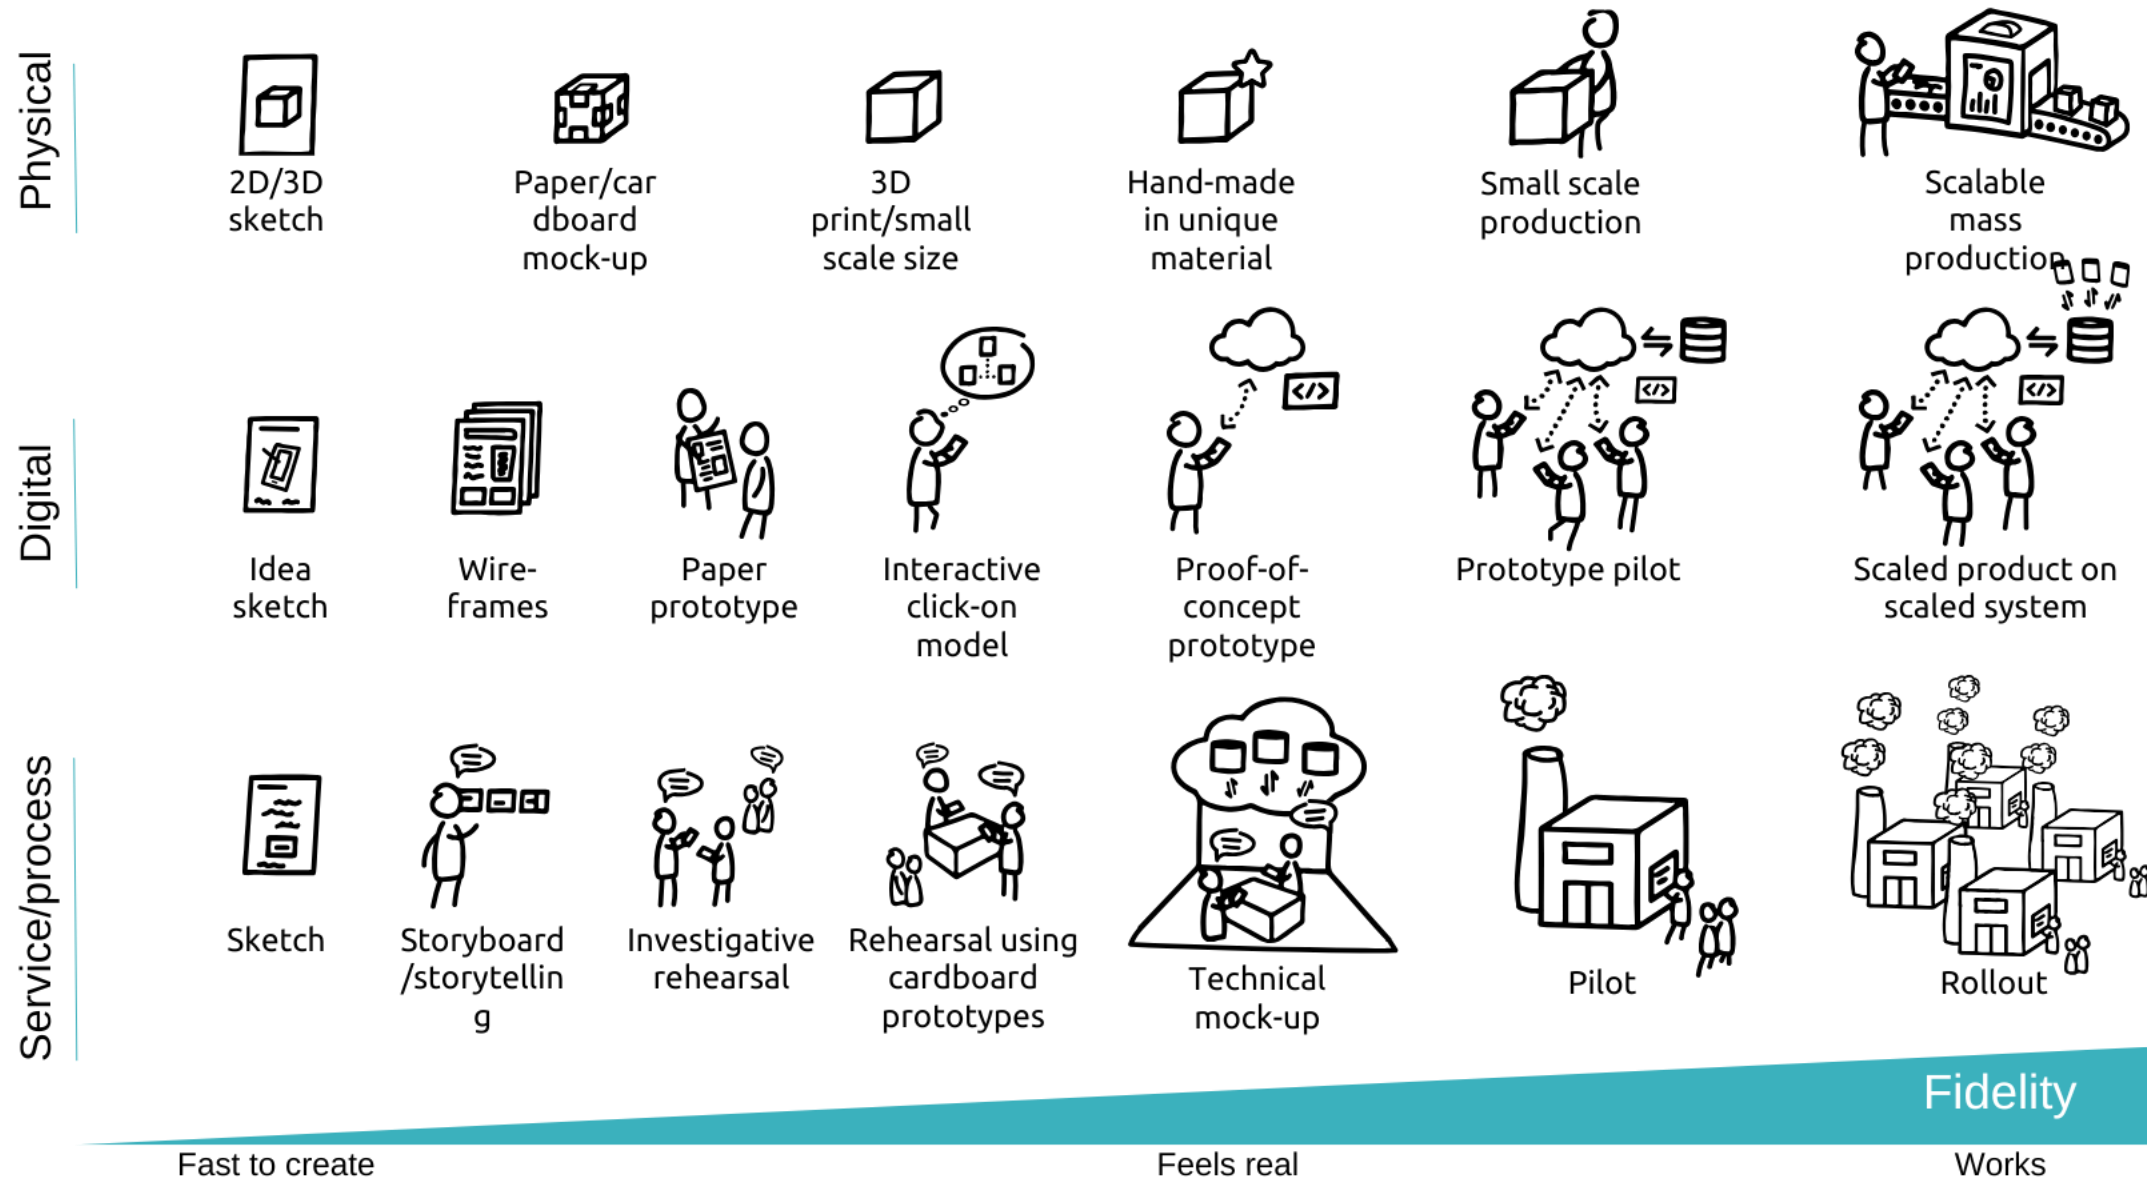 Physical
2D/3D
sketch
Paper/car
dboard
mock-up
3D
print/small
scale size
Hand-made
in unique
material
Small scale
production
Scalable
mass
production
Digital
</>
</>
</>
Idea
sketch
Wire-
frames
Paper
prototype
Interactive
click-on
model
Proof-of-
concept
prototype
Prototype pilot
Scaled product on
scaled system
Service/process
Sketch
Storyboard
/storytellin
g
Investigative
rehearsal
Rehearsal using
cardboard
prototypes
Technical
mock-up
Pilot
Rollout
Fidelity
Fast to create
Feels real
Works